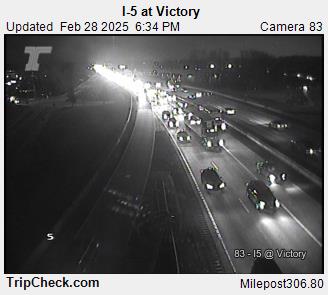 I-5 at Victory
Updated Feb 28 2025 6:34 PM Camera 83
T
S
83 - I5 @ Victory
TripCheck.com Milepost306.80